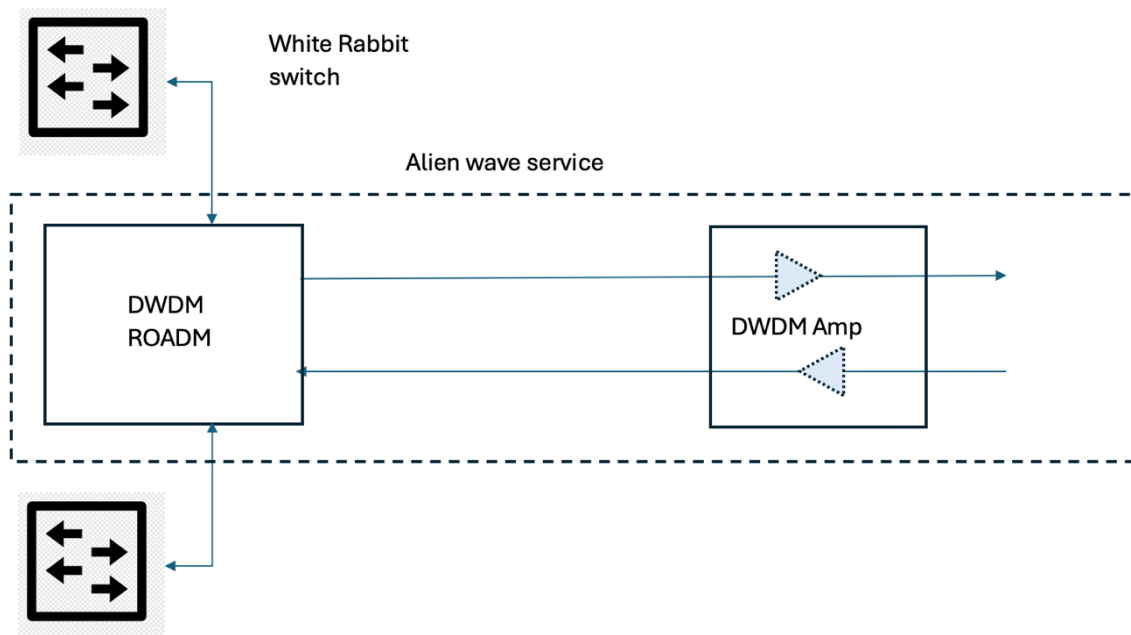 White Rabbit
switch
Alien wave service
DWDM
ROADM
DWDM Amp